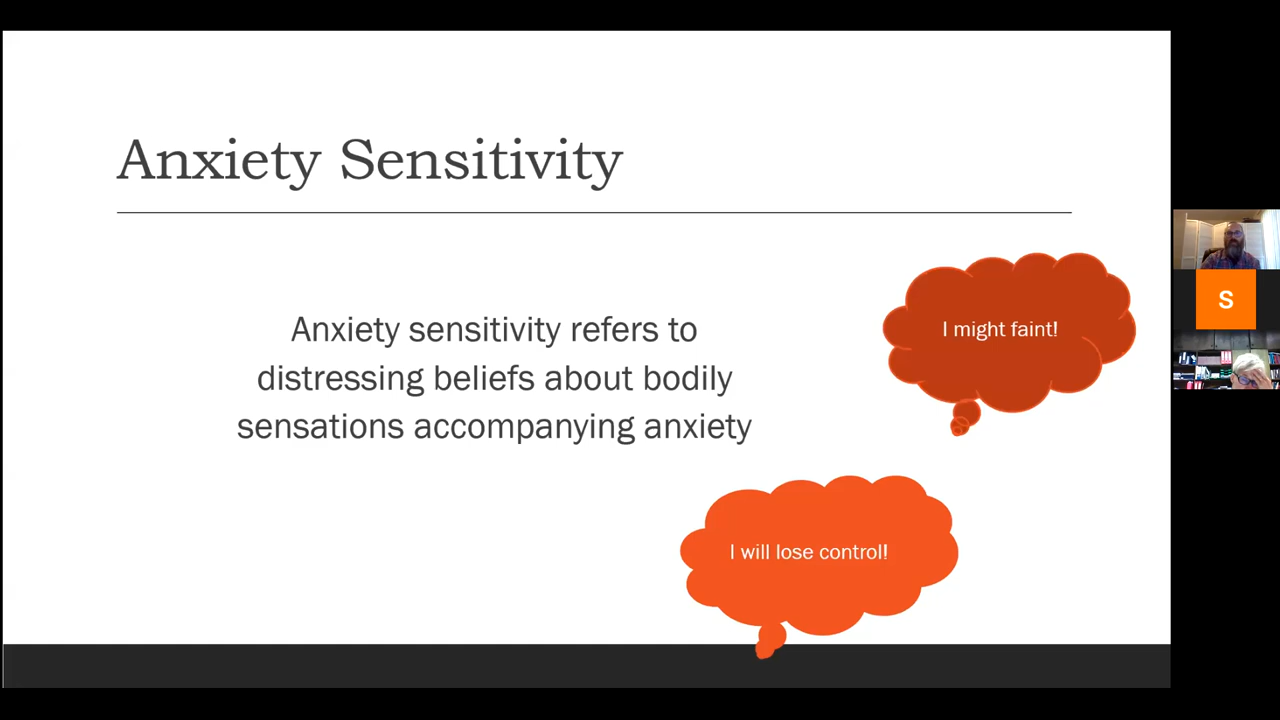 Anxiety Sensitivity
Anxiety sensitivity refers to
distressing beliefs about bodily
sensations accompanying anxiety
I might faint!
I will lose control!
S